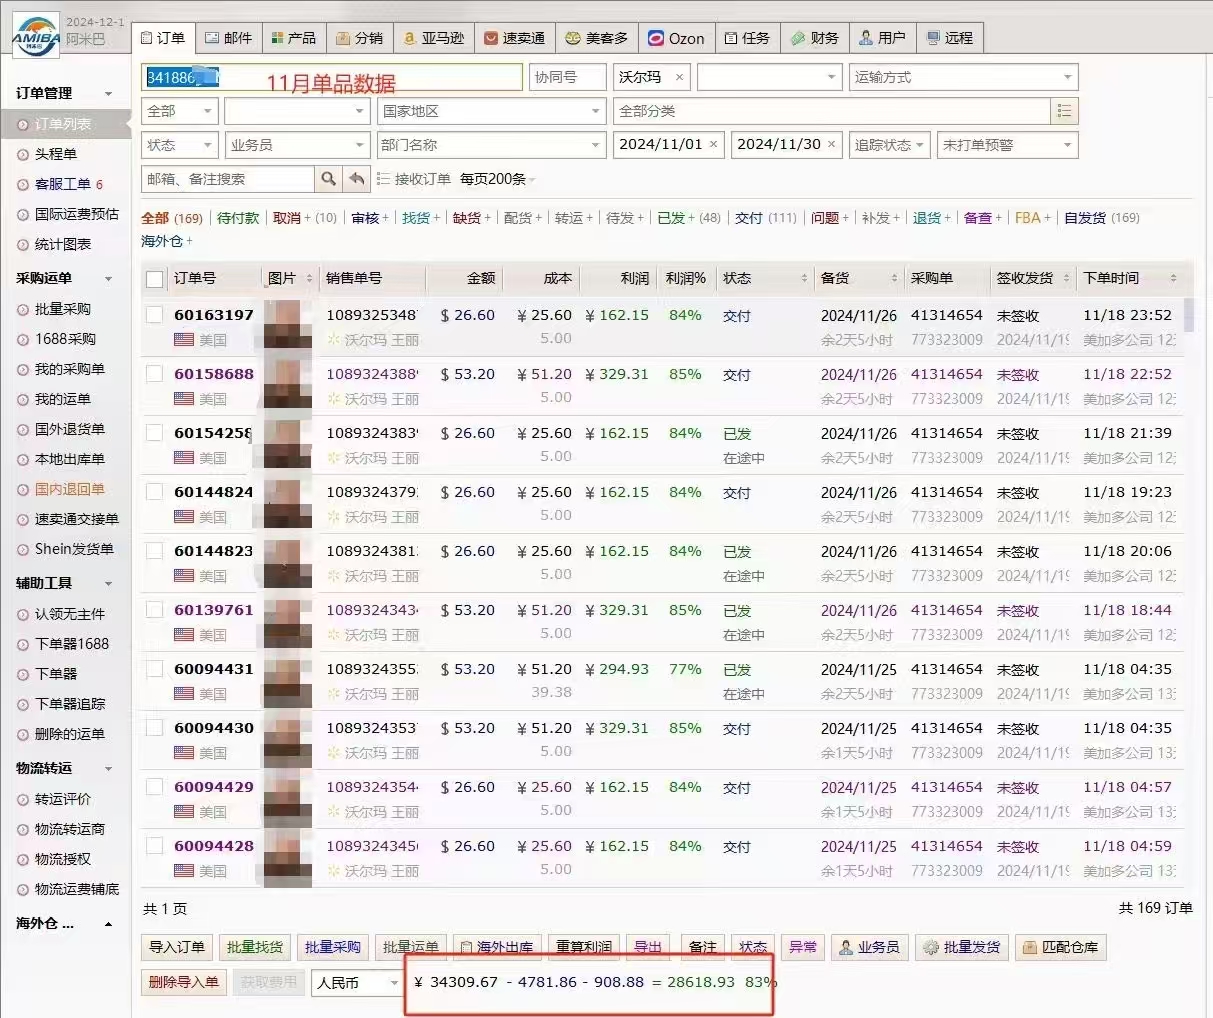 AMIBA
阿米巴
2024-12-1
阿米巴
订单 邮件 产品 分销 亚马逊 速卖通 美客多 Ozon 任务 财务 用户 远程
订单管理
订单列表
头程单
客服工单 6
国际运费预估
统计图表
采购运单
批量采购
1688采购
我的采购单
我的运单
国外退货单
本地出库单
国内退回单
速卖通交接单
Shein发货单
辅助工具
认领无主件
下单器1688
下单器
下单器追踪
删除的运单
物流转运
转运评价
物流转运商
物流授权
物流运费铺底
海外仓 ...
34188 11月单品数据 协同号 沃尔玛 × 运输方式
全部 国家地区 全部分类
状态 业务员 部门名称 2024/11/01 × 2024/11/30 × 追踪状态 未打单预警
邮箱、备注搜索 接收订单 每页200条
全部 (169) 待付款 取消 + (10) 审核 + 找货 + 缺货 + 配货 + 转运 + 待发 + 已发 + (48) 交付 (111) 问题 + 补发 + 退货 + 备查 + FBA + 自发货 (169)
海外仓 +
订单号 图片 销售单号 金额 成本 利润 利润% 状态 备货 采购单 签收发货 下单时间
60163197 1089325348 $ 26.60 ¥ 25.60 ¥ 162.15 84% 交付 2024/11/26 41314654 未签收 11/18 23:52
美国 沃尔玛 王丽 5.00 余2天5小时 773323009 2024/11/19 美加多公司 12
60158688 1089324388 $ 53.20 ¥ 51.20 ¥ 329.31 85% 交付 2024/11/26 41314654 未签收 11/18 22:52
美国 沃尔玛 王丽 5.00 余2天5小时 773323009 2024/11/19 美加多公司 12
60154258 1089324383 $ 26.60 ¥ 25.60 ¥ 162.15 84% 已发 2024/11/26 41314654 未签收 11/18 21:39
美国 沃尔玛 王丽 5.00 在途中 余2天5小时 773323009 2024/11/19 美加多公司 12
60144824 1089324379 $ 26.60 ¥ 25.60 ¥ 162.15 84% 交付 2024/11/26 41314654 未签收 11/18 19:23
美国 沃尔玛 王丽 5.00 余2天5小时 773323009 2024/11/19 美加多公司 12
60144823 1089324381 $ 26.60 ¥ 25.60 ¥ 162.15 84% 已发 2024/11/26 41314654 未签收 11/18 20:06
美国 沃尔玛 王丽 5.00 在途中 余2天5小时 773323009 2024/11/19 美加多公司 12
60139761 1089324343 $ 53.20 ¥ 51.20 ¥ 329.31 85% 已发 2024/11/26 41314654 未签收 11/18 18:44
美国 沃尔玛 王丽 5.00 在途中 余2天5小时 773323009 2024/11/19 美加多公司 12
60094431 1089324355 $ 53.20 ¥ 51.20 ¥ 294.93 77% 已发 2024/11/25 41314654 未签收 11/18 04:35
美国 沃尔玛 王丽 39.38 在途中 余2天5小时 773323009 2024/11/19 美加多公司 13
60094430 1089324353 $ 53.20 ¥ 51.20 ¥ 329.31 85% 交付 2024/11/25 41314654 未签收 11/18 04:35
美国 沃尔玛 王丽 5.00 余1天5小时 773323009 2024/11/19 美加多公司 13
60094429 1089324354 $ 26.60 ¥ 25.60 ¥ 162.15 84% 交付 2024/11/25 41314654 未签收 11/18 04:57
美国 沃尔玛 王丽 5.00 余1天5小时 773323009 2024/11/19 美加多公司 13
60094428 1089324345 $ 26.60 ¥ 25.60 ¥ 162.15 84% 交付 2024/11/25 41314654 未签收 11/18 04:59
美国 沃尔玛 王丽 5.00 余1天5小时 773323009 2024/11/19 美加多公司 13
共 1 页 共 169 订单
导入订单 批量找货 批量采购 批量运单 海外出库 重算利润 导出 备注 状态 异常 业务员 批量发货 匹配仓库
删除导入单 获取费用 人民币 ¥ 34309.67 - 4781.86 - 908.88 = 28618.93 83%